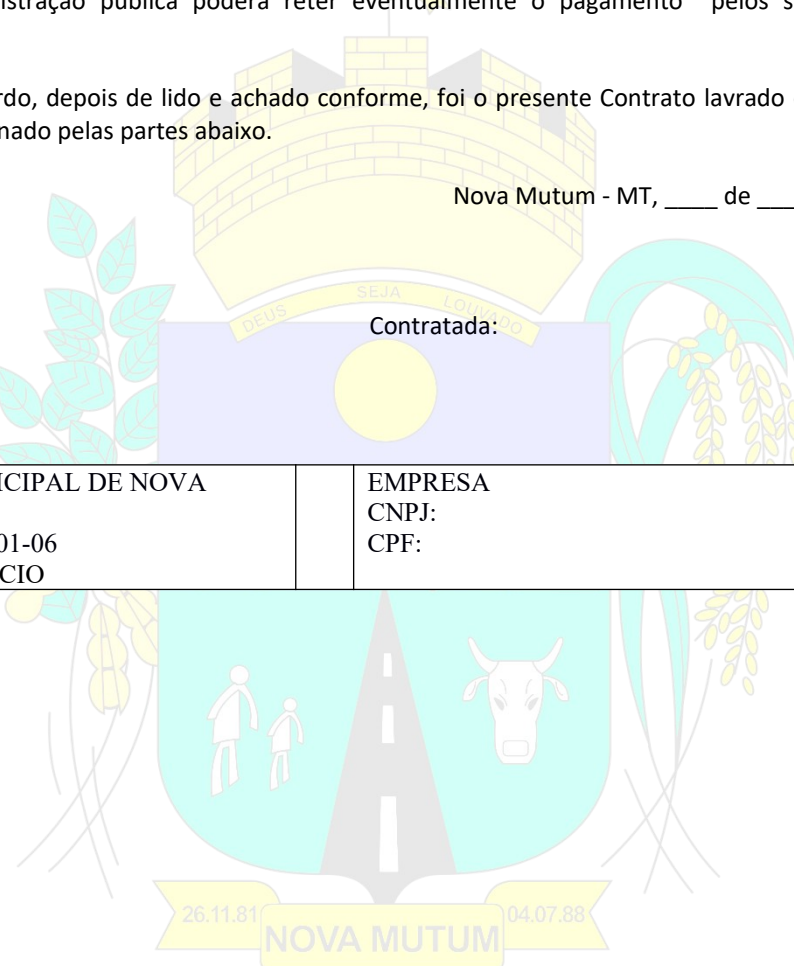 istração pública poderá reter eventualmente o pagamento pelos s
rdo, depois de lido e achado conforme, foi o presente Contrato lavrado
nado pelas partes abaixo.
Nova Mutum - MT, ____ de ___
DEUS SEJA LOUVADO
Contratada:
ICIPAL DE NOVA
01-06
CIO
EMPRESA
CNPJ:
CPF:
26.11.81
NOVA MUTUM
04.07.88